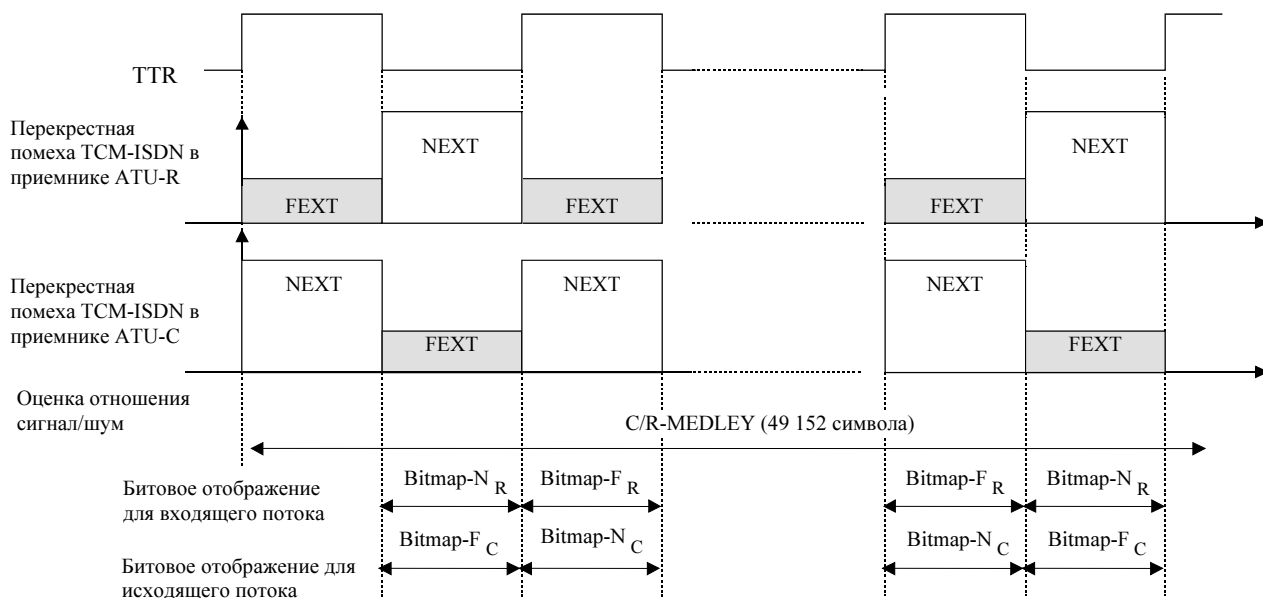 TTR
Перекрестная
помеха TCM-ISDN в
приемнике ATU-R
NEXT
NEXT
FEXT
FEXT
FEXT
Перекрестная
помеха TCM-ISDN в
приемнике ATU-C
NEXT
NEXT
NEXT
FEXT
FEXT
Оценка отношения
сигнал/шум
C/R-MEDLEY (49 152 символа)
Битовое отображение
для входящего потока
Bitmap-N R
Bitmap-F R
Bitmap-F R
Bitmap-N R
Битовое отображение для
исходящего потока
Bitmap-F C
Bitmap-N C
Bitmap-N C
Bitmap-F C